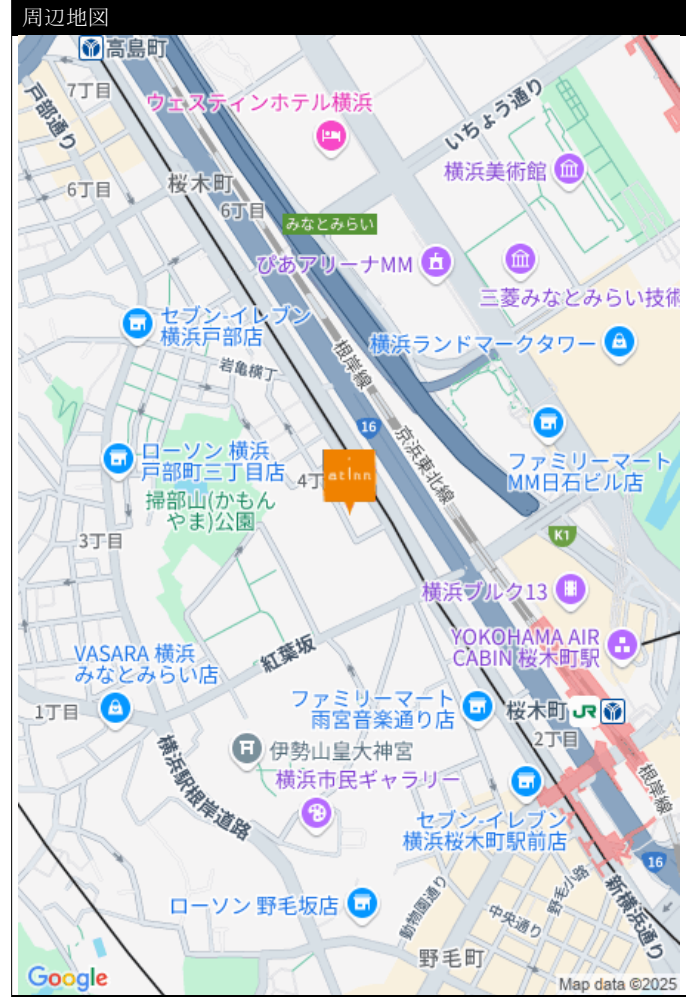 周辺地図
高島町
7丁目
戸部通り
ウェスティンホテル横浜
いちょう通り
横浜美術館
6丁目
桜木町
6丁目
みなとみらい
ぴあアリーナMM
三菱みなとみらい技術
セブン-イレブン
横浜戸部店
横浜ランドマークタワー
根岸線
岩亀横丁
16
京浜東北線
ローソン 横浜
戸部町三丁目店
4丁
at inn
ファミリーマート
MM日石ビル店
掃部山(かもん
やま)公園
3丁目
K1
横浜ブルク13
YOKOHAMA AIR
CABIN 桜木町駅
紅葉坂
VASARA 横浜
みなとみらい店
1丁目
ファミリーマート
雨宮音楽通り店
桜木町 JR
2丁目
伊勢山皇大神宮
横浜駅根岸道路
横浜市民ギャラリー
根岸線
セブン-イレブン
横浜桜木町駅前店
16
ローソン 野毛坂店
動物園通り
中央通り
野毛小路
新横浜通り
野毛町
Google
Map data ©2025